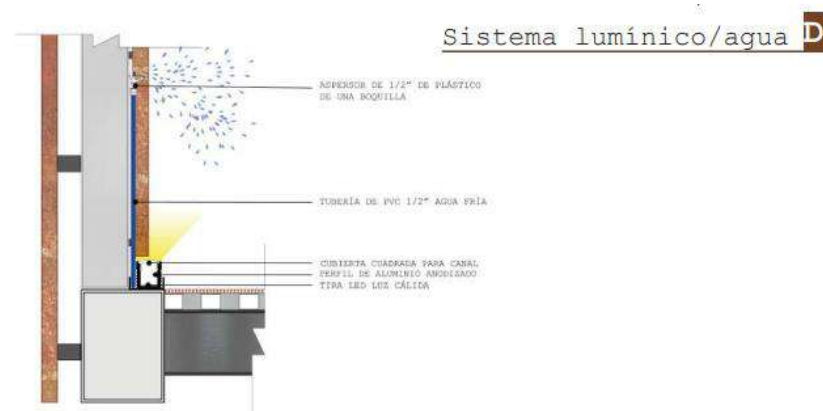 Sistema lumínico/agua D
ASPERSOR DE 1/2" DE PLÁSTICO
DE UNA BOQUILLA
TUBERÍA DE PVC 1/2" AGUA FRÍA
CUBIERTA CUADRADA PARA CANAL
PERFIL DE ALUMINIO ANODIZADO
TIRA LED LUZ CÁLIDA